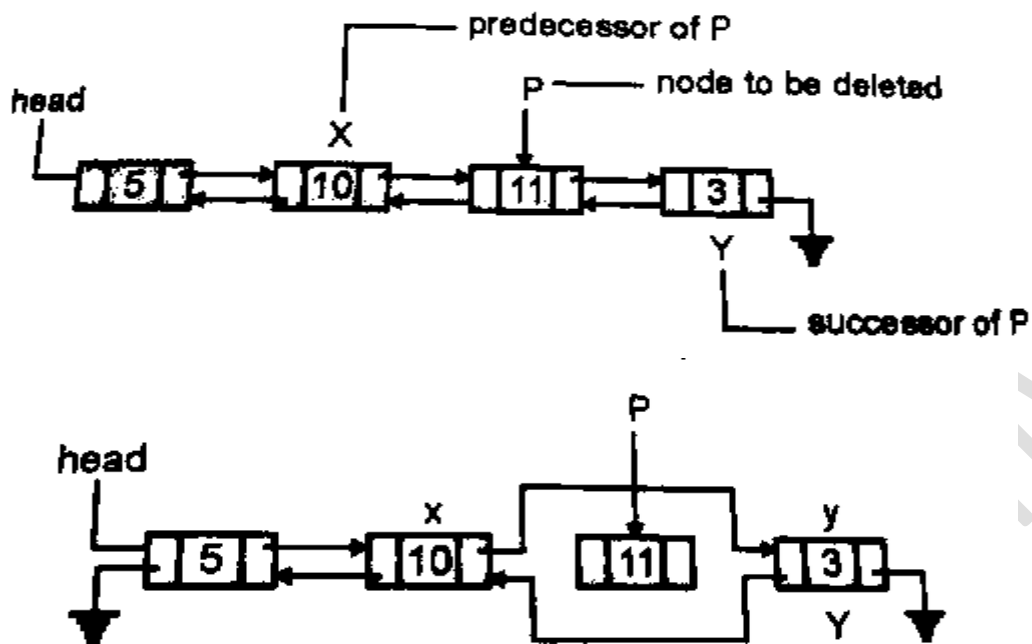 predecessor of P
head
P
node to be deleted
X
5 10 11 3
Y
successor of P
P
head
x
y
5 10 11 3
Y